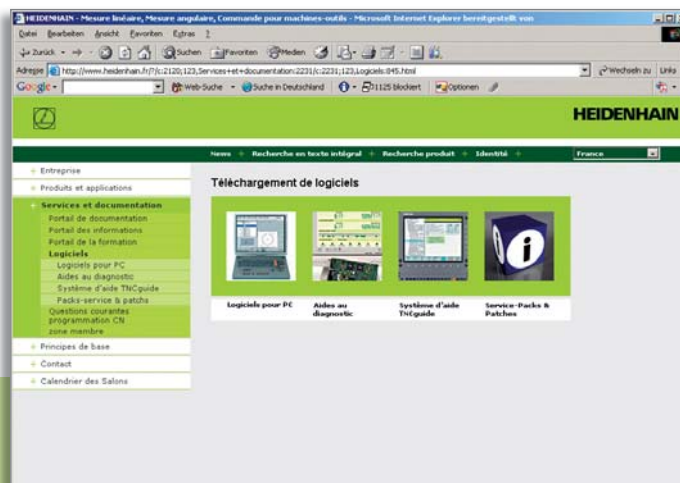 HEIDENHAIN - Mesure linéaire, Mesure angulaire, Commande pour machines-outils - Microsoft Internet Explorer bereitgestellt von
Datei Bearbeiten Ansicht Favoriten Extras ?
Zurück Suchen Favoriten Medien
Adresse http://www.heidenhain.fr/?/c:2120;123,Services+et+documentation:2231/c:2231;123,Logiciels:845.html Wechseln zu Links
Google Web-Suche Suche in Deutschland 1125 blockiert Optionen
HEIDENHAIN
News + Recherche en texte intégral + Recherche produit + Identité + France
+ Entreprise
+ Produits et applications
+ Services et documentation
Portail de documentation
Portail des informations
Portail de la formation
Logiciels
Logiciels pour PC
Aides au diagnostic
Système d'aide TNCguide
Packs-service & patchs
Questions courantes
programmation CN
zone membre
+ Principes de base
+ Contact
+ Calendrier des Salons
Téléchargement de logiciels
i
Logiciels pour PC
Aides au
diagnostic
Système d'aide
TNCguide
Service-Packs &
Patches